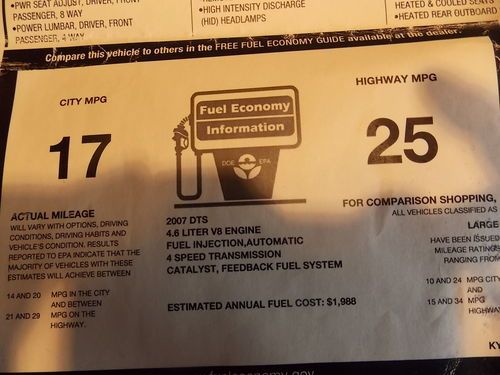 •PWR SEAT ADJUST, DRIVER, FRONT
PASSENGER, 8 WAY
•POWER LUMBAR, DRIVER, FRONT
PASSENGER, 4 WAY
•HIGH INTENSITY DISCHARGE
(HID) HEADLAMPS
HEATED & COOLED SEATS
•HEATED REAR OUTBOARD
Compare this vehicle to others in the FREE FUEL ECONOMY GUIDE available at the dealer.
CITY MPG
17
Fuel Economy
Information
DOE EPA
HIGHWAY MPG
25
ACTUAL MILEAGE
WILL VARY WITH OPTIONS, DRIVING
CONDITIONS, DRIVING HABITS AND
VEHICLE'S CONDITION. RESULTS
REPORTED TO EPA INDICATE THAT THE
MAJORITY OF VEHICLES WITH THESE
ESTIMATES WILL ACHIEVE BETWEEN
14 AND 20 MPG IN THE CITY
AND BETWEEN
21 AND 29 MPG ON THE
HIGHWAY.
2007 DTS
4.6 LITER V8 ENGINE
FUEL INJECTION,AUTOMATIC
4 SPEED TRANSMISSION
CATALYST, FEEDBACK FUEL SYSTEM
ESTIMATED ANNUAL FUEL COST: $1,988
FOR COMPARISON SHOPPING,
ALL VEHICLES CLASSIFIED AS
LARGE
HAVE BEEN ISSUED
MILEAGE RATINGS
RANGING FROM
10 AND 24 MPG CITY
AND
15 AND 34 MPG
HIGHWAY
KY